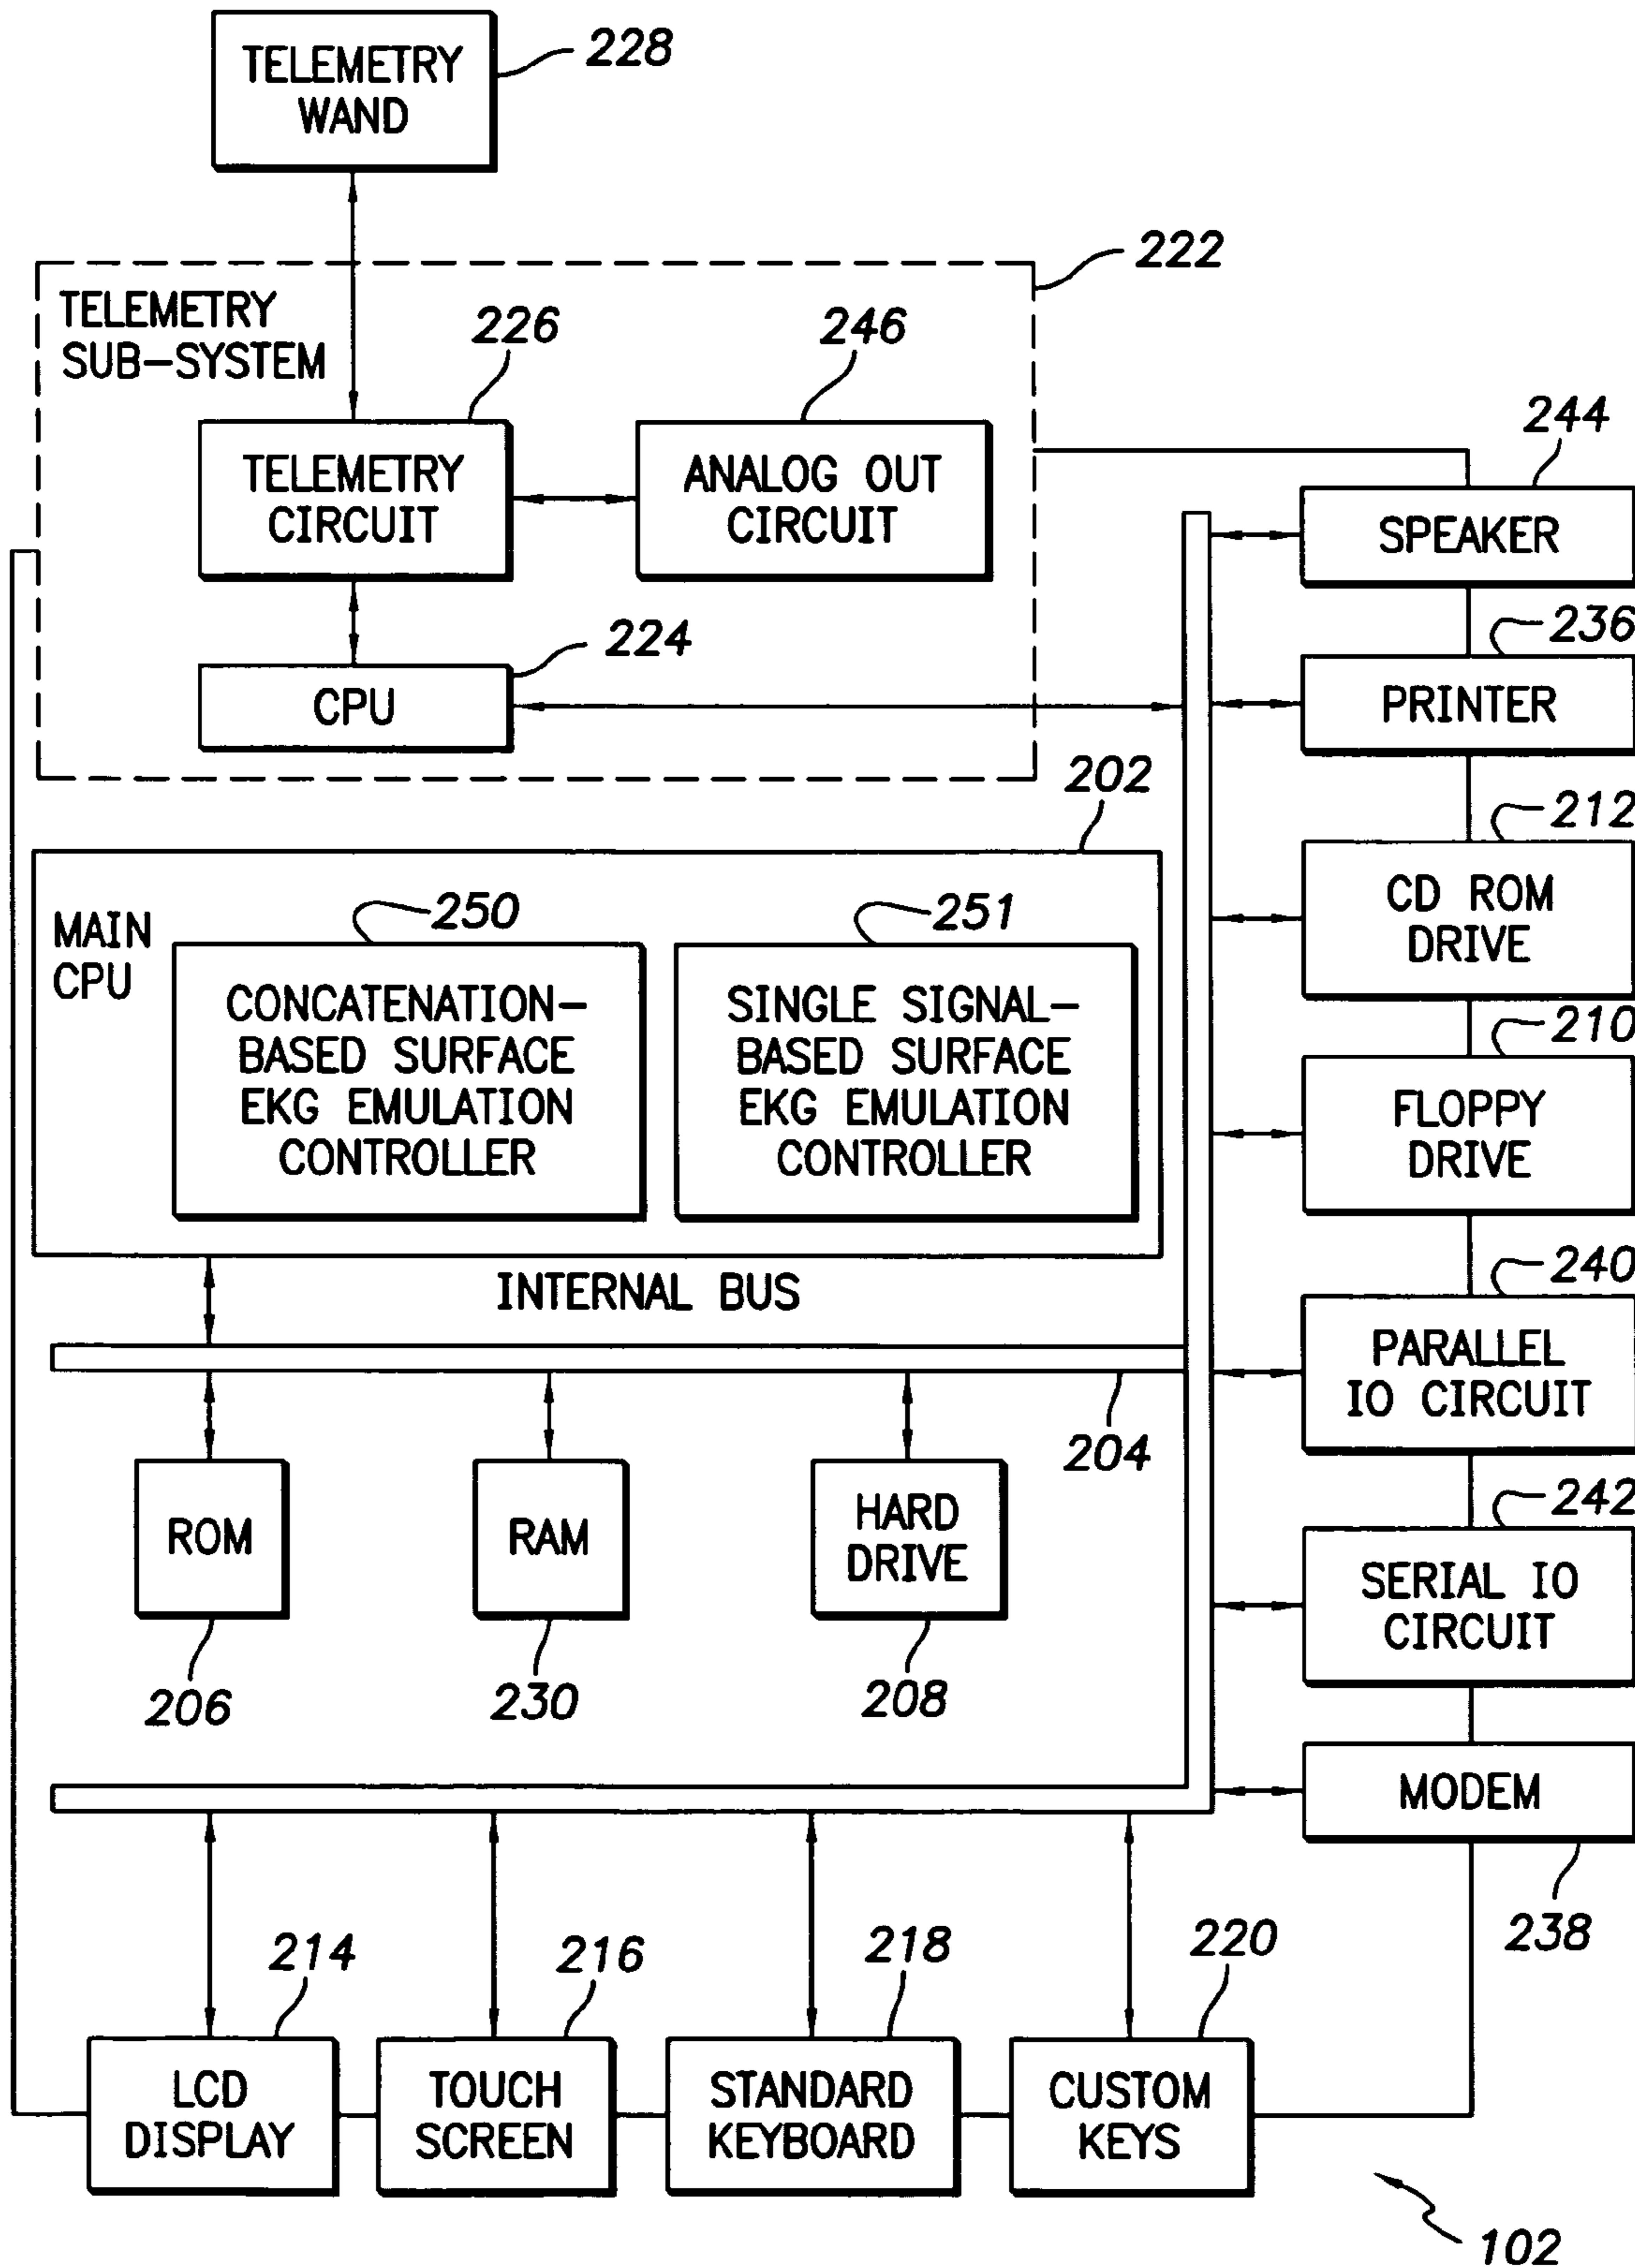 TELEMETRY
WAND
228
222
TELEMETRY
SUB-SYSTEM
226
246
TELEMETRY
CIRCUIT
ANALOG OUT
CIRCUIT
244
SPEAKER
224
CPU
236
PRINTER
202
212
CD ROM
DRIVE
MAIN
CPU
250
251
CONCATENATION-
BASED SURFACE
EKG EMULATION
CONTROLLER
SINGLE SIGNAL-
BASED SURFACE
EKG EMULATION
CONTROLLER
210
FLOPPY
DRIVE
INTERNAL BUS
240
PARALLEL
IO CIRCUIT
204
ROM
RAM
HARD
DRIVE
206
230
208
242
SERIAL IO
CIRCUIT
MODEM
238
214
216
218
220
LCD
DISPLAY
TOUCH
SCREEN
STANDARD
KEYBOARD
CUSTOM
KEYS
102